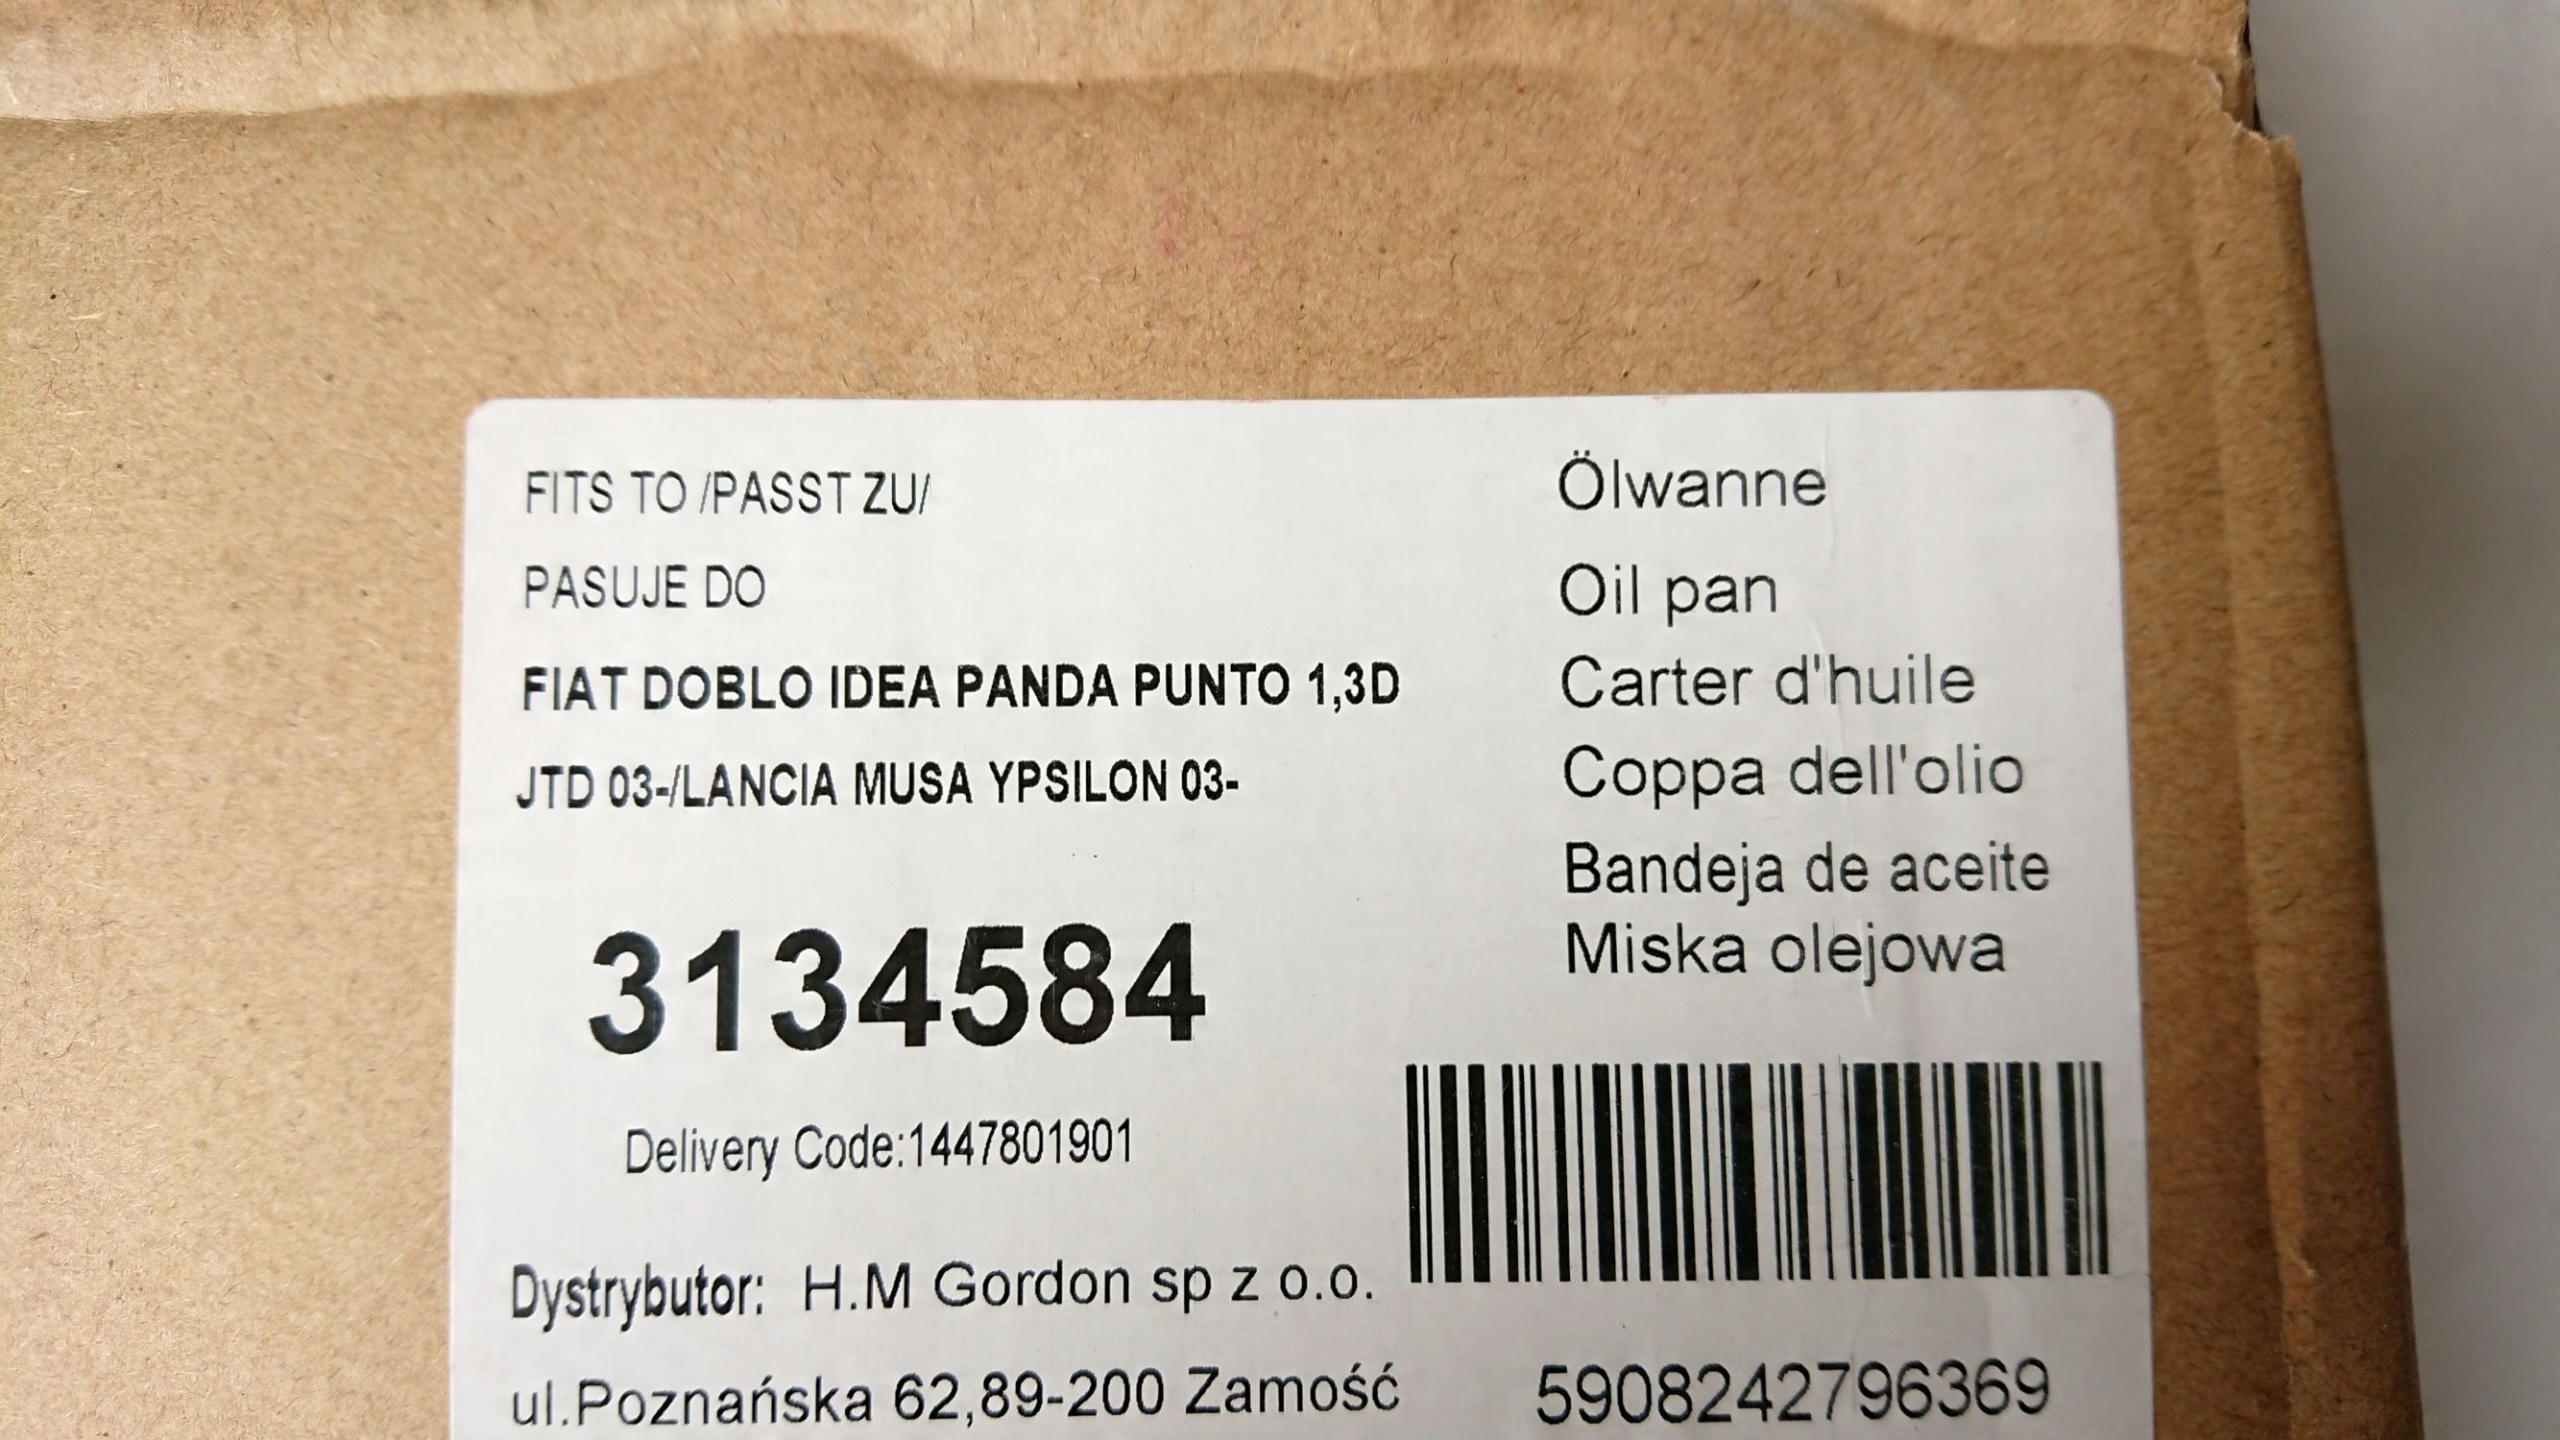 FITS TO /PASST ZU/
PASUJE DO
FIAT DOBLO IDEA PANDA PUNTO 1,3D
JTD 03-/LANCIA MUSA YPSILON 03-
3134584
Delivery Code:1447801901
Dystrybutor: H.M Gordon sp z o.o.
ul.Poznańska 62,89-200 Zamość
Ölwanne
Oil pan
Carter d'huile
Coppa dell'olio
Bandeja de aceite
Miska olejowa
5908242796369